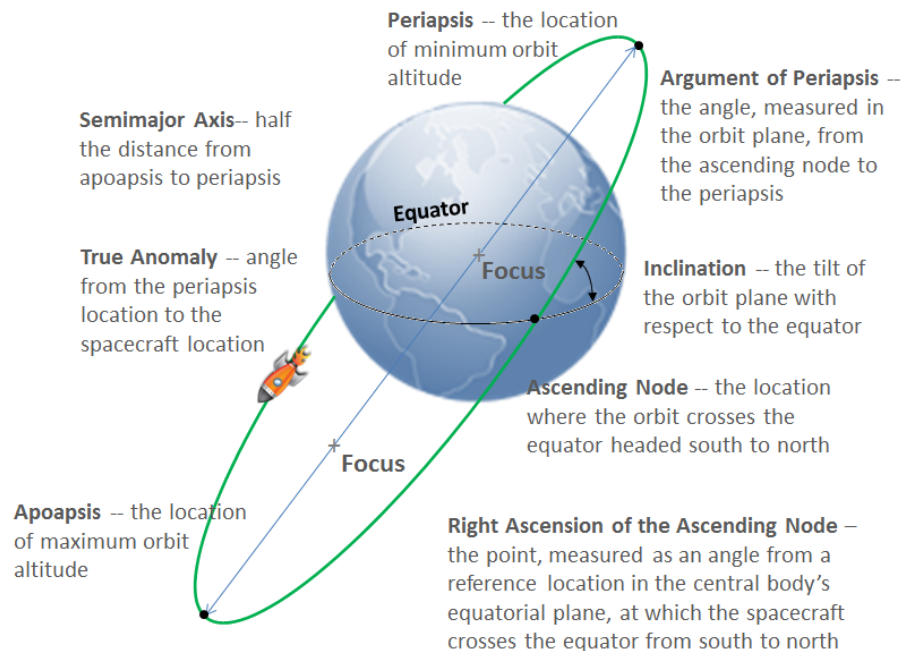 Periapsis -- the location
of minimum orbit
altitude
Argument of Periapsis --
the angle, measured in
the orbit plane, from
the ascending node to
the periapsis
Semimajor Axis-- half
the distance from
apoapsis to periapsis
Equator
True Anomaly -- angle
from the periapsis
location to the
spacecraft location
Focus
Inclination -- the tilt of
the orbit plane with
respect to the equator
Ascending Node -- the location
where the orbit crosses the
equator headed south to north
Focus
Apoapsis -- the location
of maximum orbit
altitude
Right Ascension of the Ascending Node –
the point, measured as an angle from a
reference location in the central body's
equatorial plane, at which the spacecraft
crosses the equator from south to north